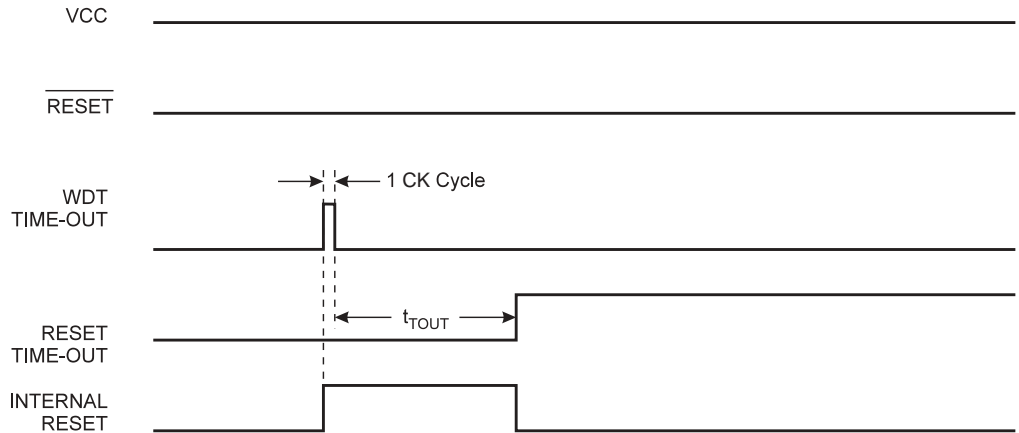 VCC
RESET
WDT
TIME-OUT
1 CK Cycle
RESET
TIME-OUT
tTOUT
INTERNAL
RESET